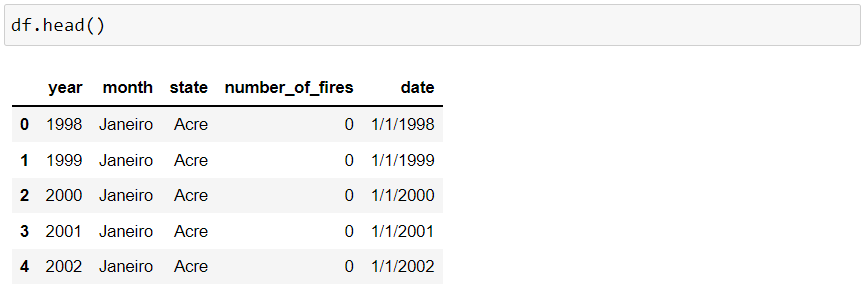 df.head()
year month state number_of_fires date
0 1998 Janeiro Acre 0 1/1/1998
1 1999 Janeiro Acre 0 1/1/1999
2 2000 Janeiro Acre 0 1/1/2000
3 2001 Janeiro Acre 0 1/1/2001
4 2002 Janeiro Acre 0 1/1/2002